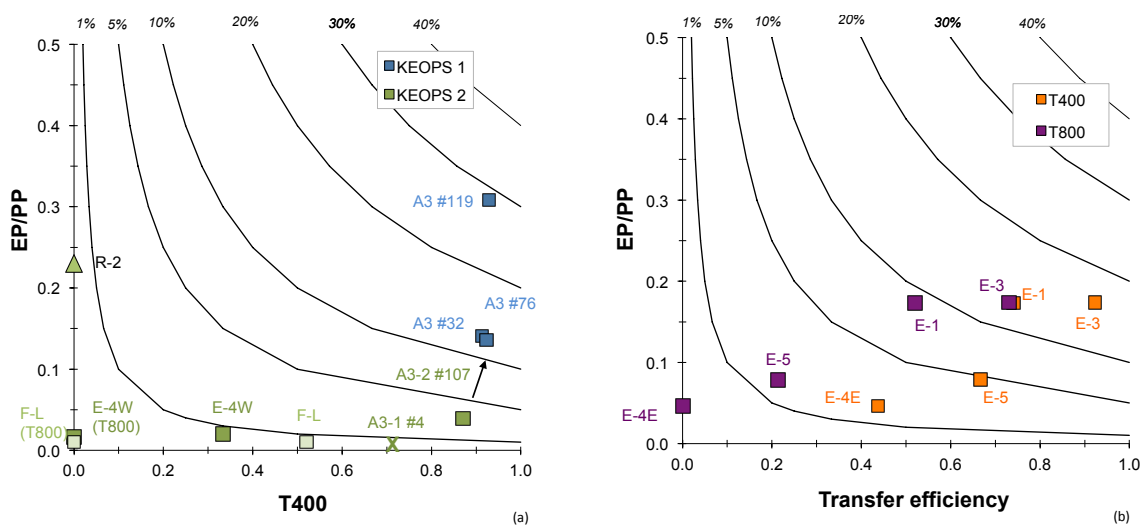 1% 5% 10% 20% 30% 40%
0.5
KEOPS 1
KEOPS 2
0.4
0.3
A3 #119
EP/PP
R-2
0.2
A3 #76
A3 #32
0.1
A3-2 #107
F-L
(T800)
E-4W
(T800)
E-4W
F-L
A3-1 #4
0.0
0.0 0.2 0.4 0.6 0.8 1.0
T400
(a)
1% 5% 10% 20% 30% 40%
0.5
T400
T800
0.4
0.3
EP/PP
0.2
E-3
E-1
E-1
E-3
0.1
E-5
E-5
E-4E
E-4E
0.0
0.0 0.2 0.4 0.6 0.8 1.0
Transfer efficiency
(b)